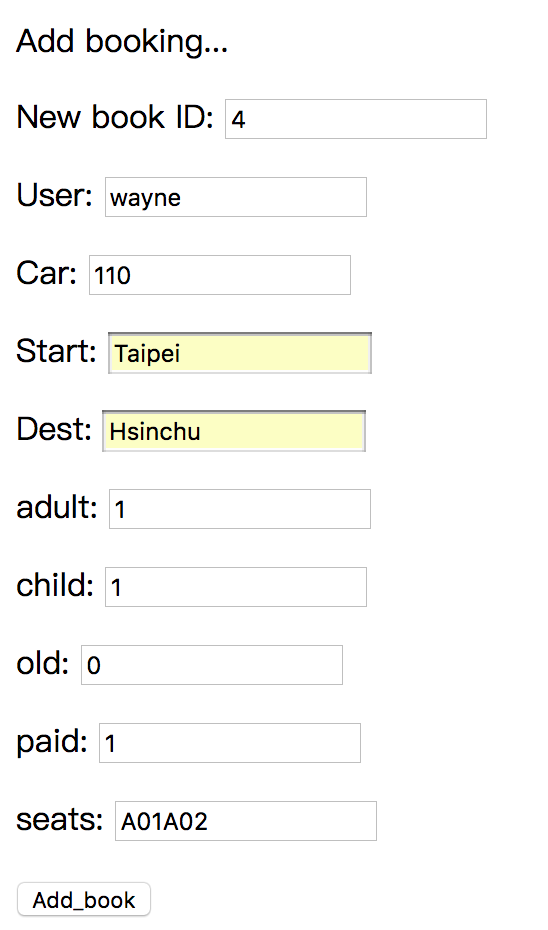 Add booking...
New book ID: 4
User: wayne
Car: 110
Start: Taipei
Dest: Hsinchu
adult: 1
child: 1
old: 0
paid: 1
seats: A01A02
Add_book